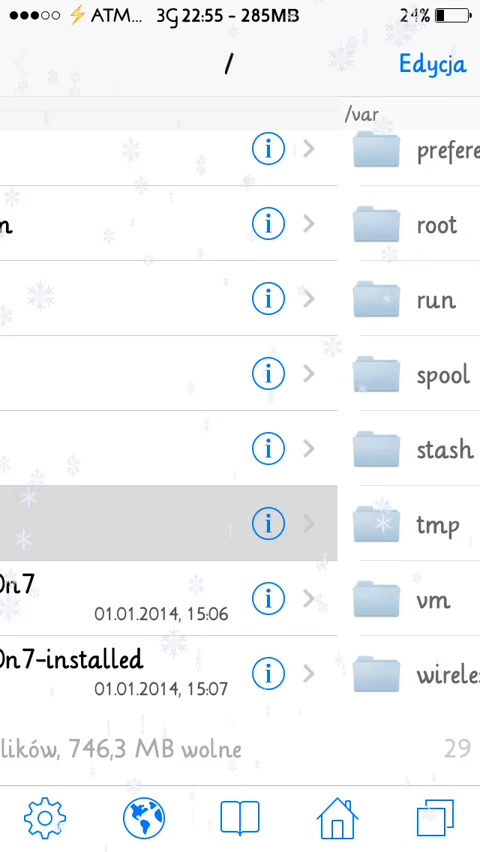 ATM... 3G 22:55 - 285MB 24%
/ Edycja
/var
prefere
n root
run
spool
stash
tmp
0n7 vm
01.01.2014, 15:06
0n7-installed wirele
01.01.2014, 15:07
lików, 746,3 MB wolne 29